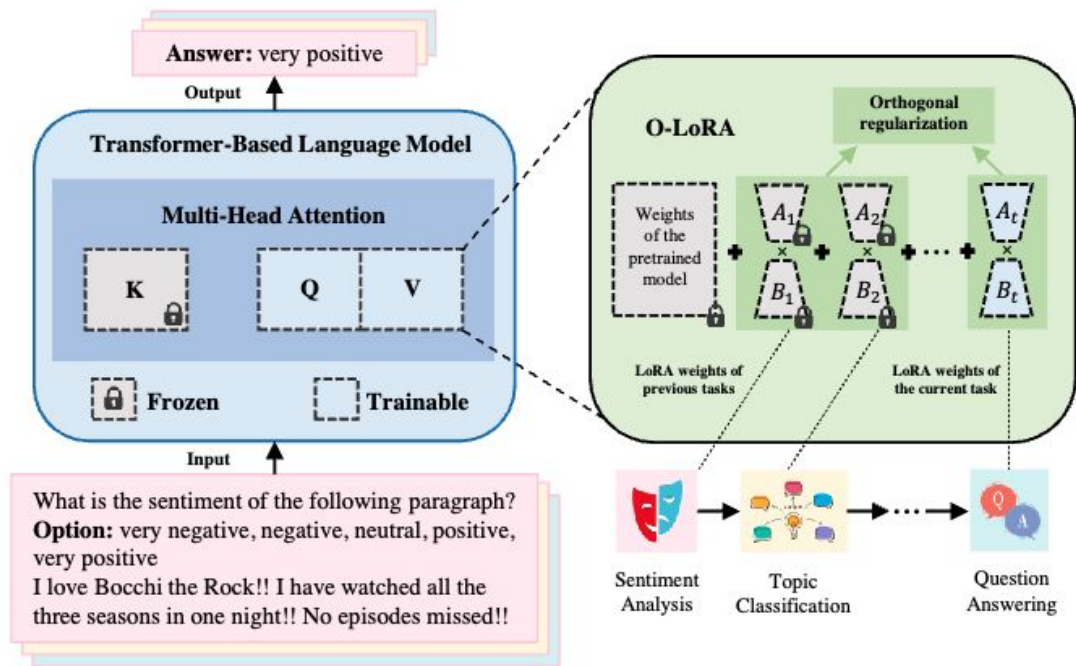 Answer: very positive
Output
Transformer-Based Language Model
Multi-Head Attention
K
Q
V
Frozen
Trainable
Input
What is the sentiment of the following paragraph?
Option: very negative, negative, neutral, positive,
very positive
I love Bocchi the Rock!! I have watched all the
three seasons in one night!! No episodes missed!!
O-LoRA
Orthogonal
regularization
Weights
of the
pretrained
model
+
A₁
×
B₁
+
A₂
×
B₂
+
...
+
Aₜ
×
Bₜ
LoRA weights of
previous tasks
LoRA weights of
the current task
...
Q
A
Sentiment
Analysis
Topic
Classification
Question
Answering